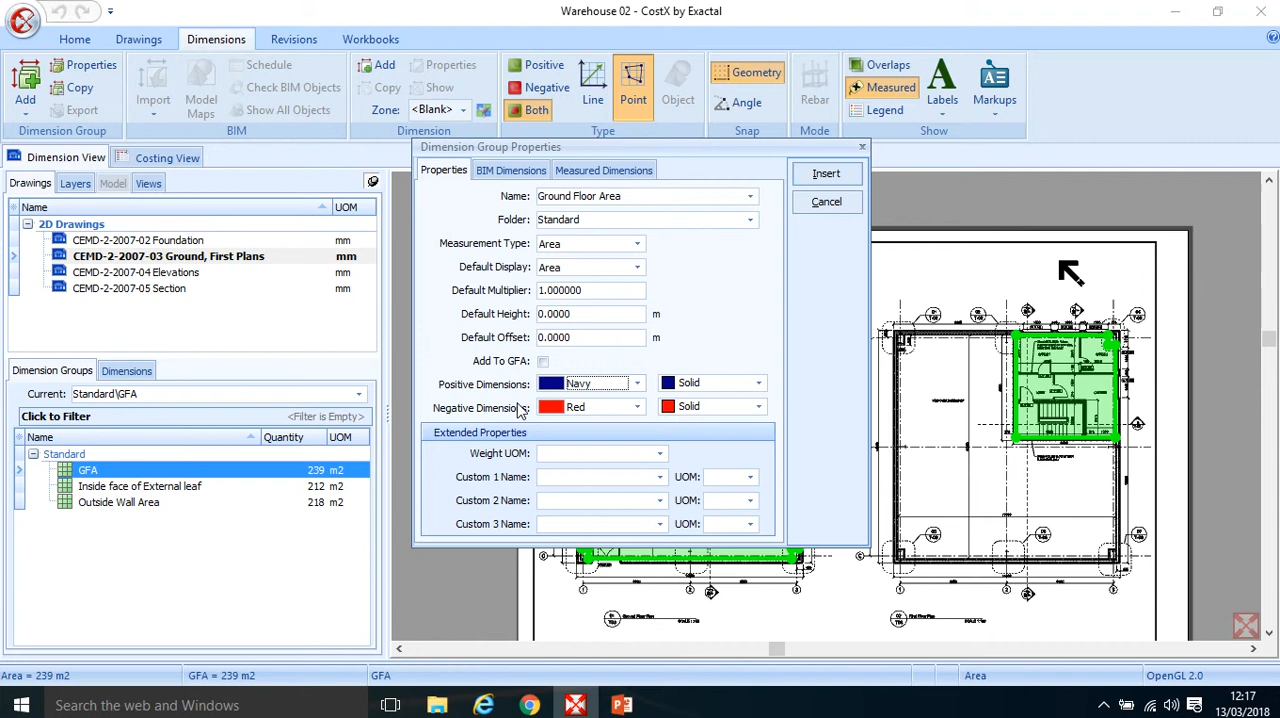 Warehouse 02 - CostX by Exactal
Home Drawings Dimensions Revisions Workbooks
Add
Properties
Copy
Export
Dimension Group
Import
Model Maps
Schedule
Check BIM Objects
Show All Objects
BIM
Add
Properties
Copy
Show
Zone: <Blank>
Dimension
Positive
Negative
Both
Line
Point
Object
Type
Geometry
Angle
Snap
Rebar
Mode
Overlaps
Measured
Legend
Labels
Markups
Show
Dimension View Costing View
Drawings Layers Model Views
Name UOM
2D Drawings
CEMD-2-2007-02 Foundation mm
CEMD-2-2007-03 Ground, First Plans mm
CEMD-2-2007-04 Elevations mm
CEMD-2-2007-05 Section mm
Dimension Groups Dimensions
Current: Standard\GFA
Click to Filter <Filter is Empty>
Name Quantity UOM
Standard
GFA 239 m2
Inside face of External leaf 212 m2
Outside Wall Area 218 m2
Dimension Group Properties
Properties BIM Dimensions Measured Dimensions
Insert
Cancel
Name: Ground Floor Area
Folder: Standard
Measurement Type: Area
Default Display: Area
Default Multiplier: 1.000000
Default Height: 0.0000 m
Default Offset: 0.0000 m
Add To GFA:
Positive Dimensions: Navy Solid
Negative Dimensions: Red Solid
Extended Properties
Weight UOM:
Custom 1 Name: UOM:
Custom 2 Name: UOM:
Custom 3 Name: UOM:
Area = 239 m2 GFA = 239 m2 GFA Area OpenGL 2.0
Search the web and Windows
12:17
13/03/2018